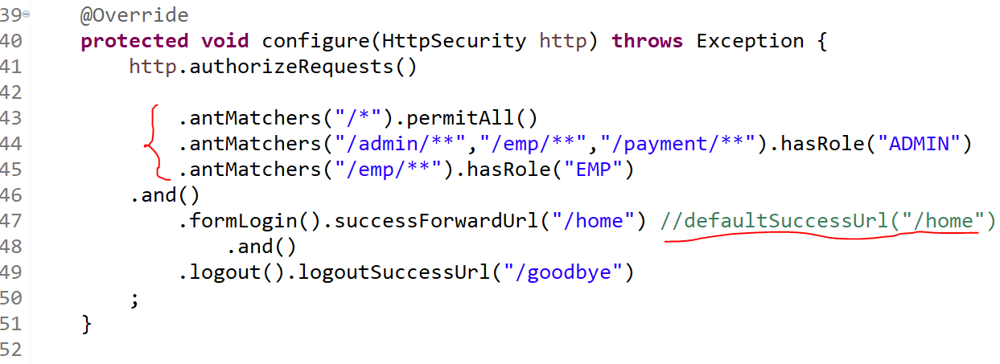 39 @Override
40 protected void configure(HttpSecurity http) throws Exception {
41 http.authorizeRequests()
42
43 .antMatchers("/*").permitAll()
44 .antMatchers("/admin/**","/emp/**","/payment/**").hasRole("ADMIN")
45 .antMatchers("/emp/**").hasRole("EMP")
46 .and()
47 .formLogin().successForwardUrl("/home") //defaultSuccessUrl("/home")
48 .and()
49 .logout().logoutSuccessUrl("/goodbye")
50 ;
51 }
52